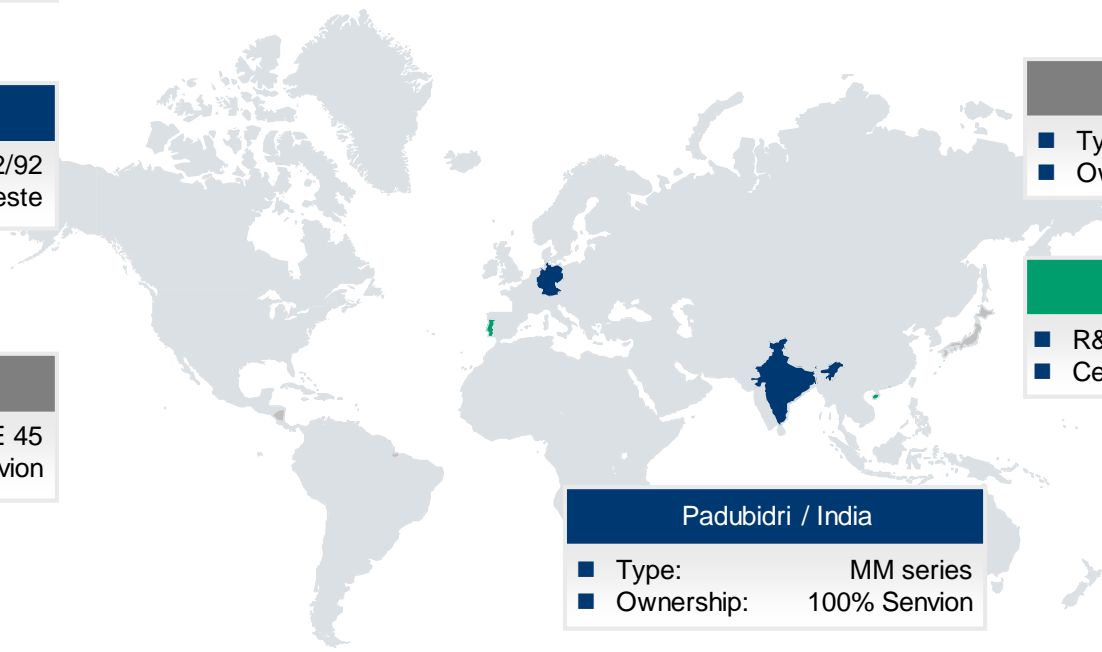 2/92
este
E 45
vion
Ty
Ow
R&
Ce
Padubidri / India
Type: MM series
Ownership: 100% Senvion